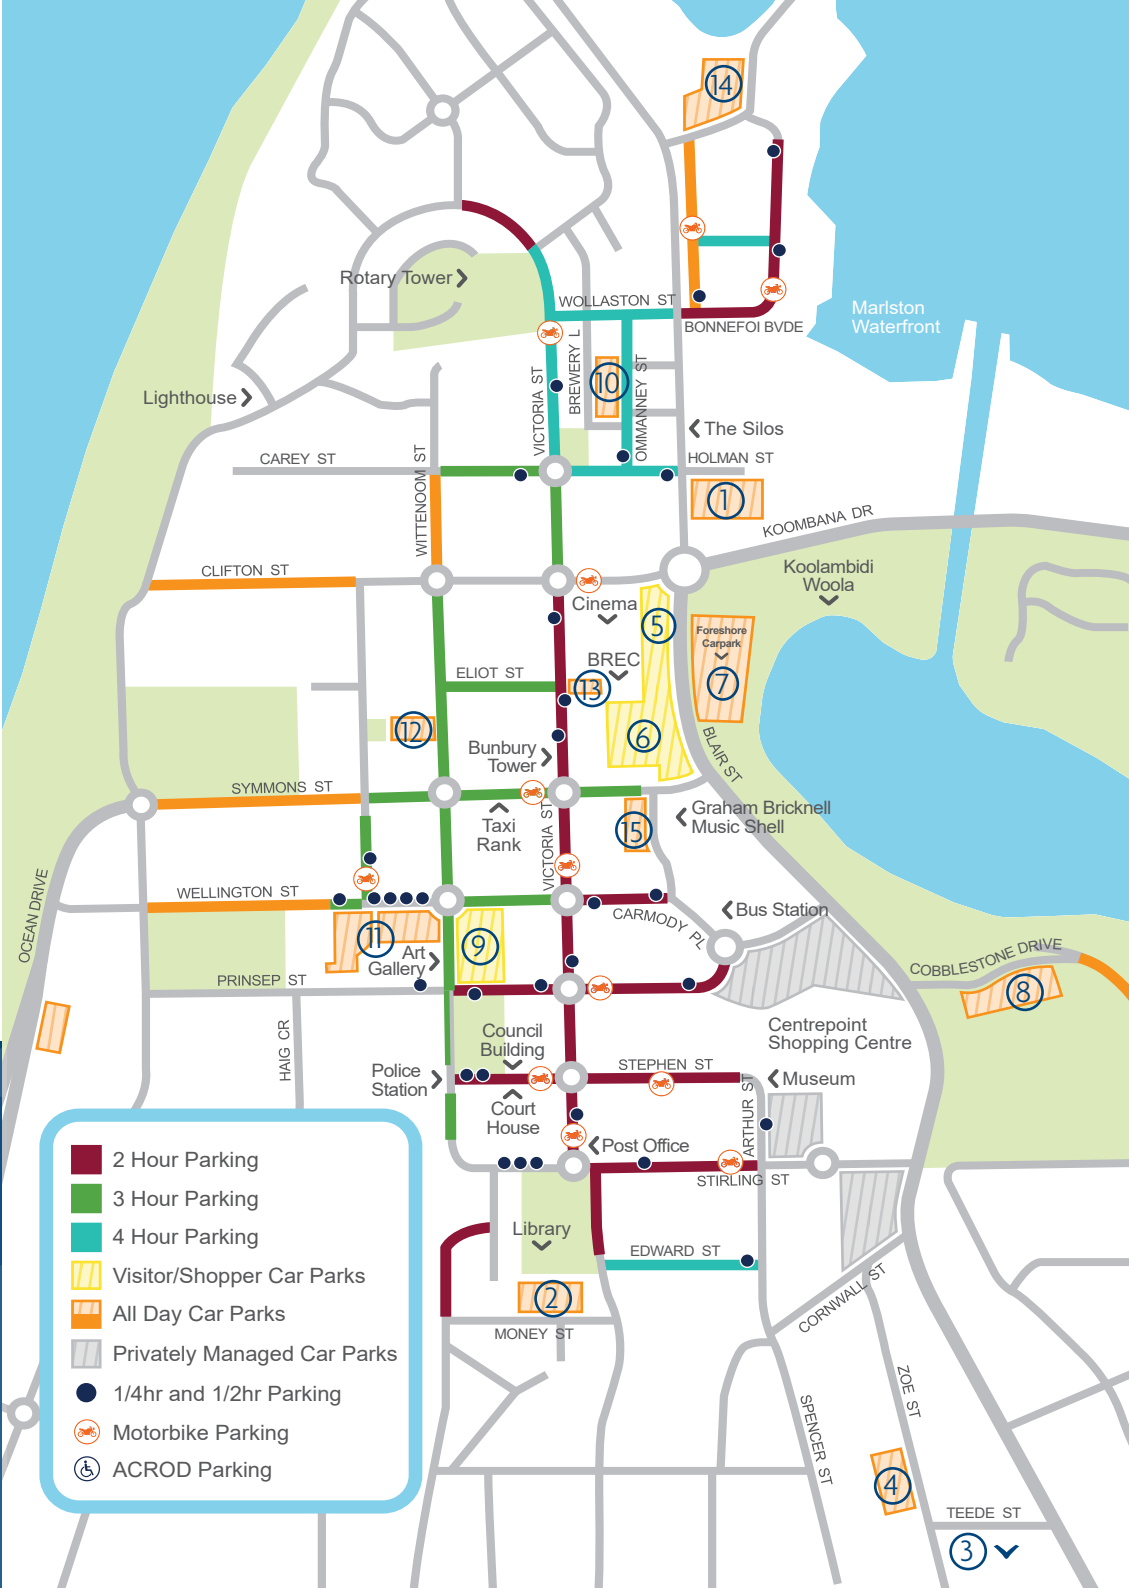 14
Rotary Tower
WOLLASTON ST
BONNEFOI BVDE
Marlston
Waterfront
BREWERY L
10
OMMANNEY ST
VICTORIA ST
Lighthouse
The Silos
CAREY ST
HOLMAN ST
WITTENOOM ST
1
KOOMBANA DR
CLIFTON ST
Koolambidi
Woola
Cinema
5
Foreshore
Carpark
7
BREC
ELIOT ST
13
12
6
Bunbury
Tower
BLAIR ST
SYMMONS ST
Taxi
Rank
VICTORIA ST
15
Graham Bricknell
Music Shell
OCEAN DRIVE
WELLINGTON ST
CARMODY PL
Bus Station
11
Art
Gallery
9
COBBLESTONE DRIVE
8
PRINSEP ST
HAIG CR
Council
Building
Centrepoint
Shopping Centre
Police
Station
STEPHEN ST
Museum
Court
House
ARTHUR ST
Post Office
STIRLING ST
Library
EDWARD ST
2
MONEY ST
CORNWALL ST
ZOE ST
SPENCER ST
4
TEEDE ST
3
2 Hour Parking
3 Hour Parking
4 Hour Parking
Visitor/Shopper Car Parks
All Day Car Parks
Privately Managed Car Parks
1/4hr and 1/2hr Parking
Motorbike Parking
ACROD Parking